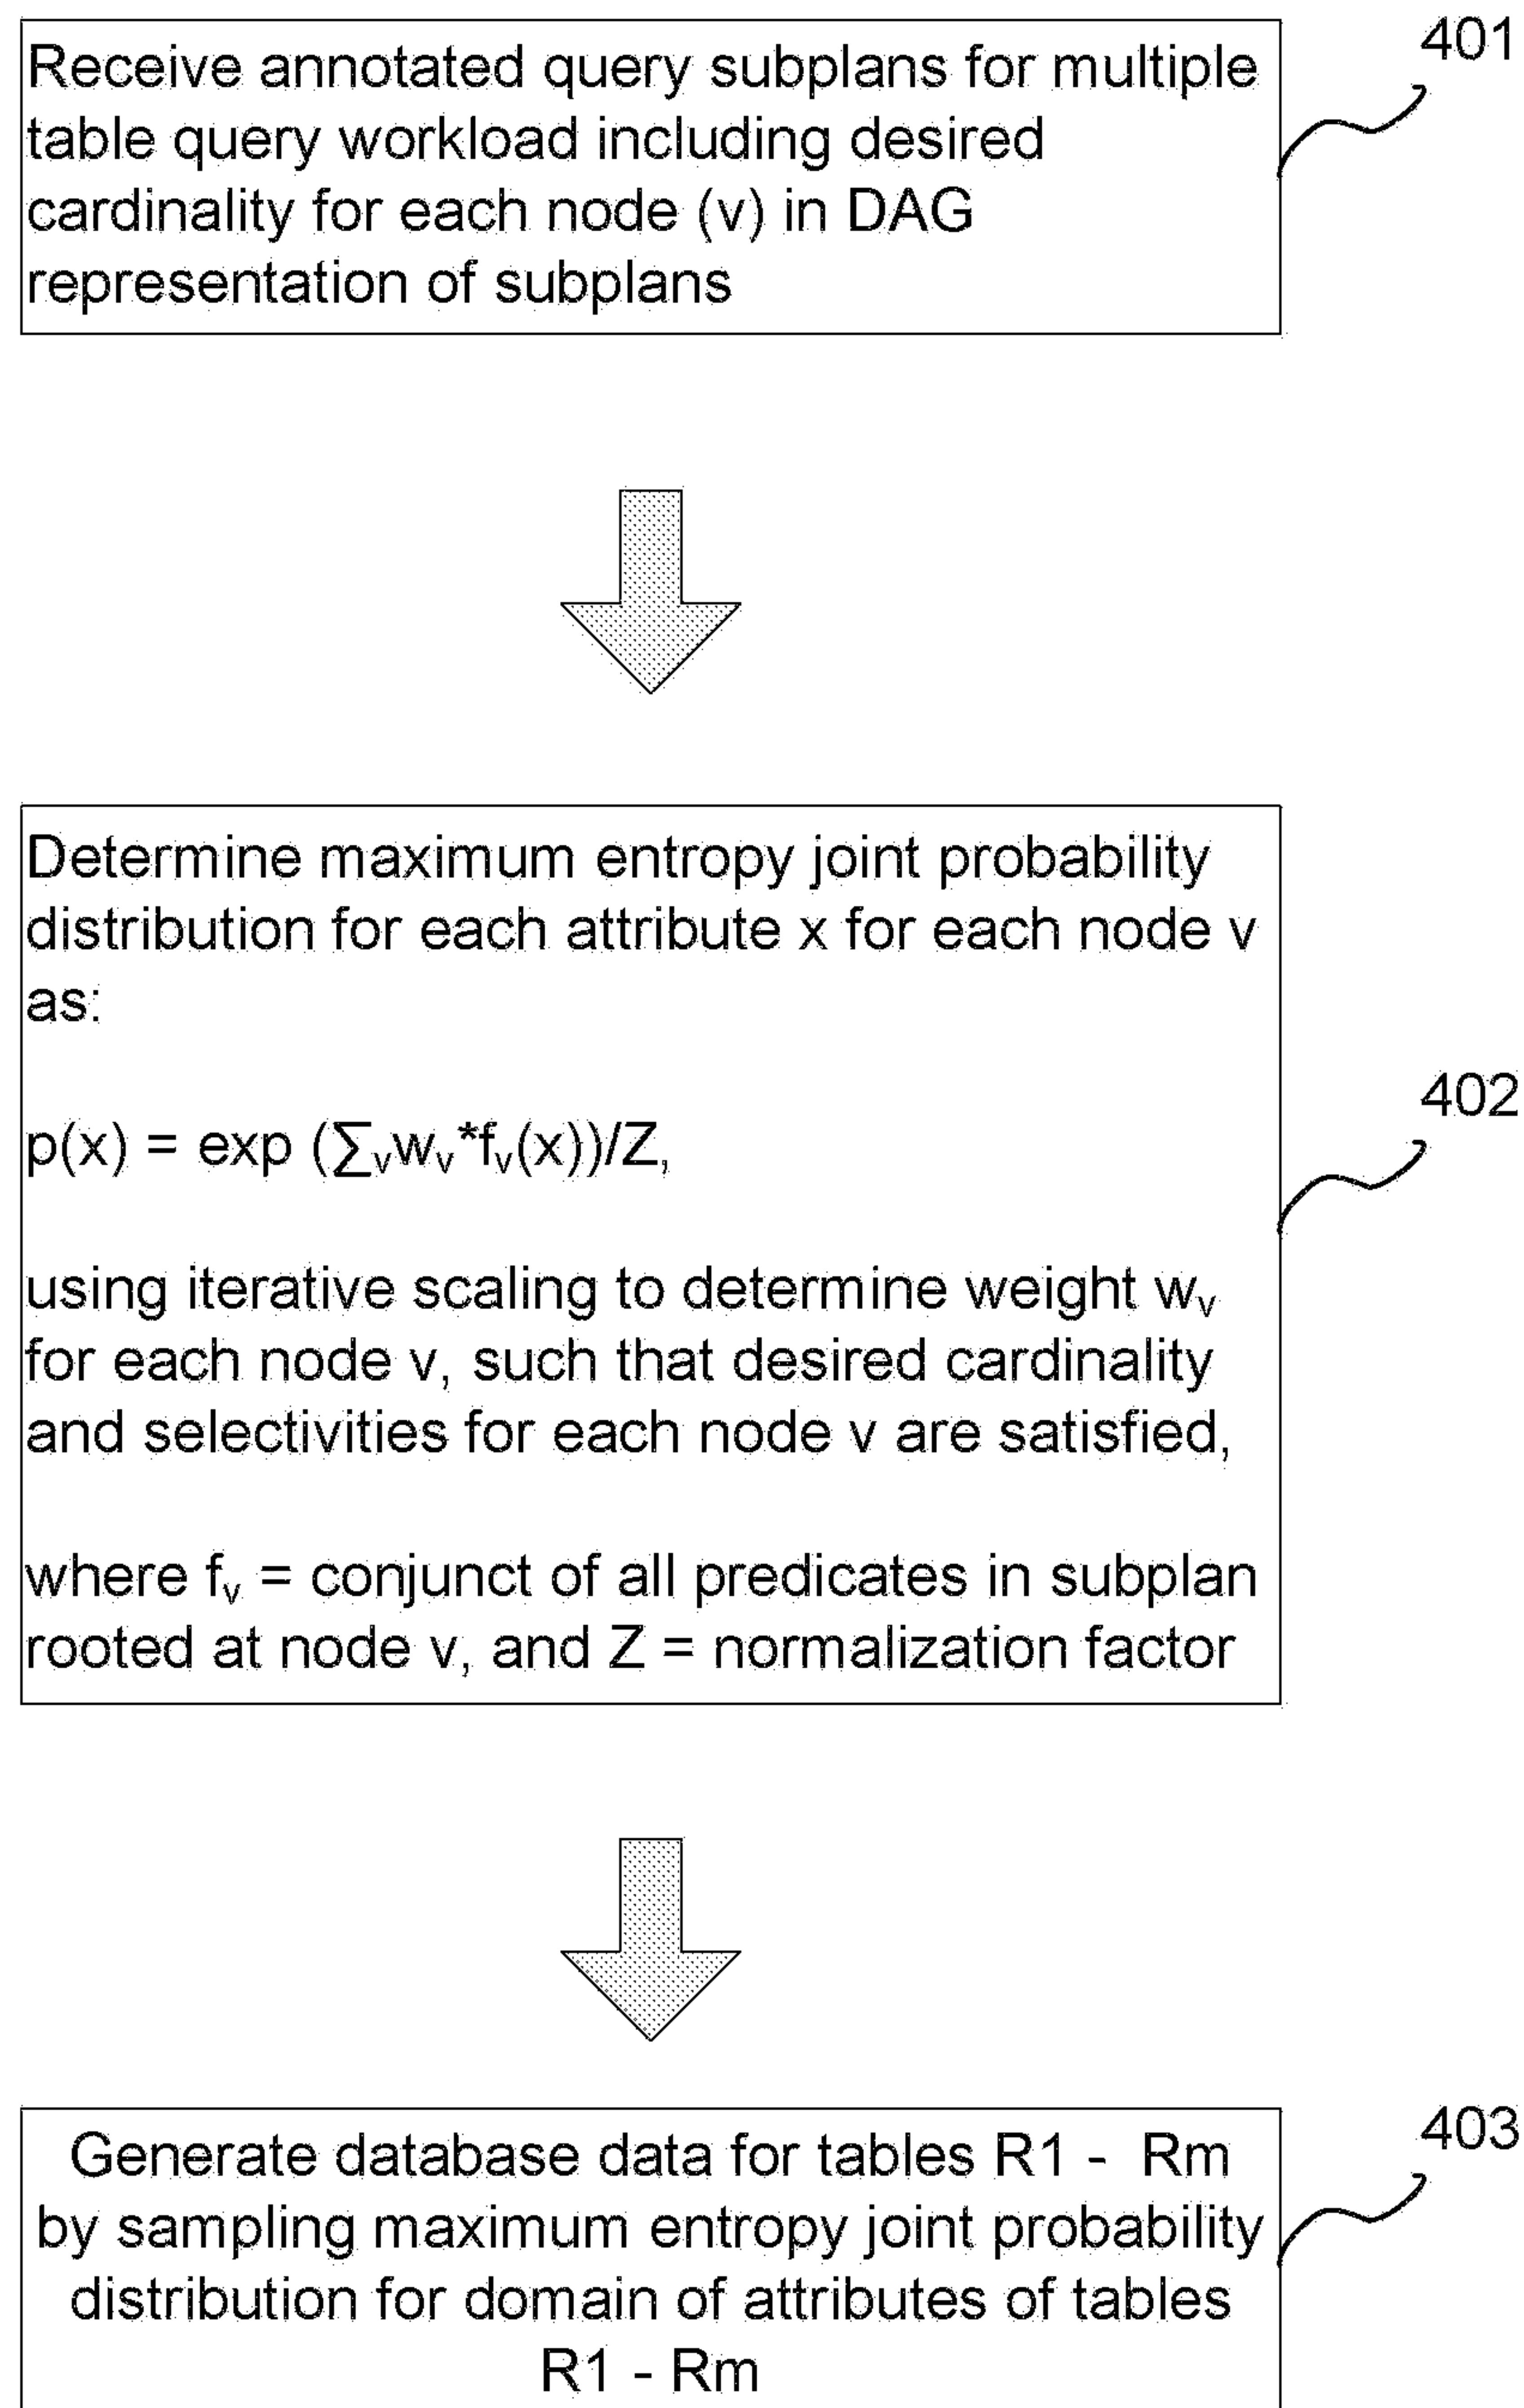 401
Receive annotated query subplans for multiple
table query workload including desired
cardinality for each node (v) in DAG
representation of subplans
Determine maximum entropy joint probability
distribution for each attribute x for each node v
as:
402
p(x) = exp (∑ᵥwᵥ*fᵥ(x))/Z,
using iterative scaling to determine weight wᵥ
for each node v, such that desired cardinality
and selectivities for each node v are satisfied,
where fᵥ = conjunct of all predicates in subplan
rooted at node v, and Z = normalization factor
403
Generate database data for tables R1 - Rm
by sampling maximum entropy joint probability
distribution for domain of attributes of tables
R1 - Rm